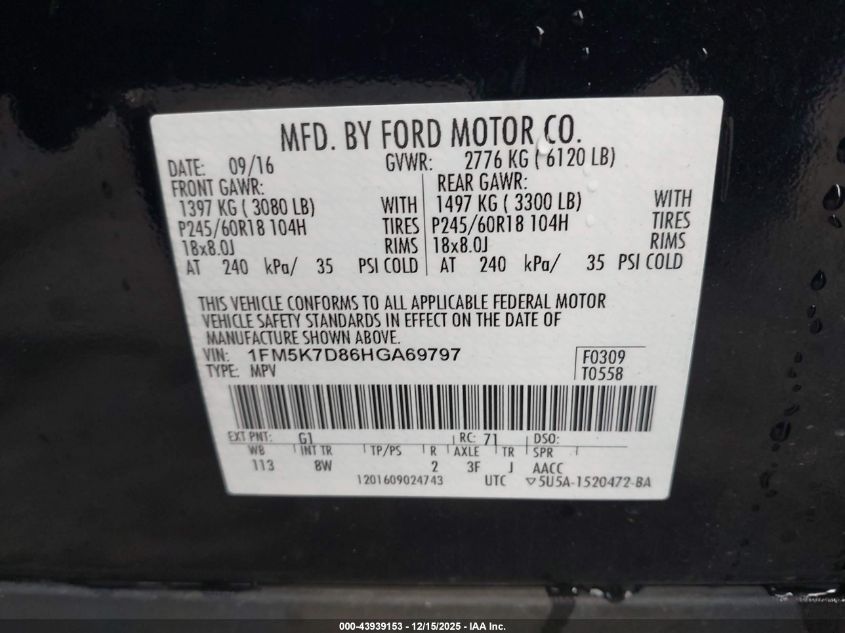 MFD. BY FORD MOTOR CO.
DATE: 09/16 GVWR: 2776 KG ( 6120 LB)
FRONT GAWR: REAR GAWR:
1397 KG ( 3080 LB) WITH 1497 KG ( 3300 LB) WITH
P245/60R18 104H TIRES P245/60R18 104H TIRES
18x8.0J RIMS 18x8.0J RIMS
AT 240 kPa/ 35 PSI COLD AT 240 kPa/ 35 PSI COLD
THIS VEHICLE CONFORMS TO ALL APPLICABLE FEDERAL MOTOR
VEHICLE SAFETY STANDARDS IN EFFECT ON THE DATE OF
MANUFACTURE SHOWN ABOVE.
VIN: 1FM5K7D86HGA69797 F0309
TYPE: MPV T0558
EXT PNT: G1 RC: 71 DSO:
WB INT TR TP/PS R AXLE TR SPR
113 8W 2 3F J AACC
1201609024743 UTC ▽5U5A-1520472-BA
000-43939153 - 12/15/2025 - IAA Inc.